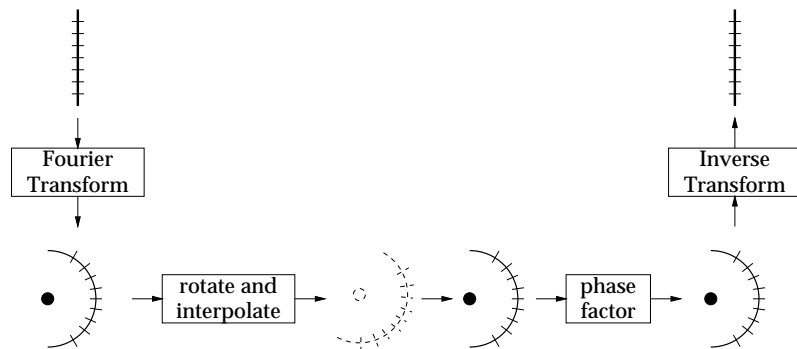 Fourier
Transform
Inverse
Transform
rotate and
interpolate
phase
factor